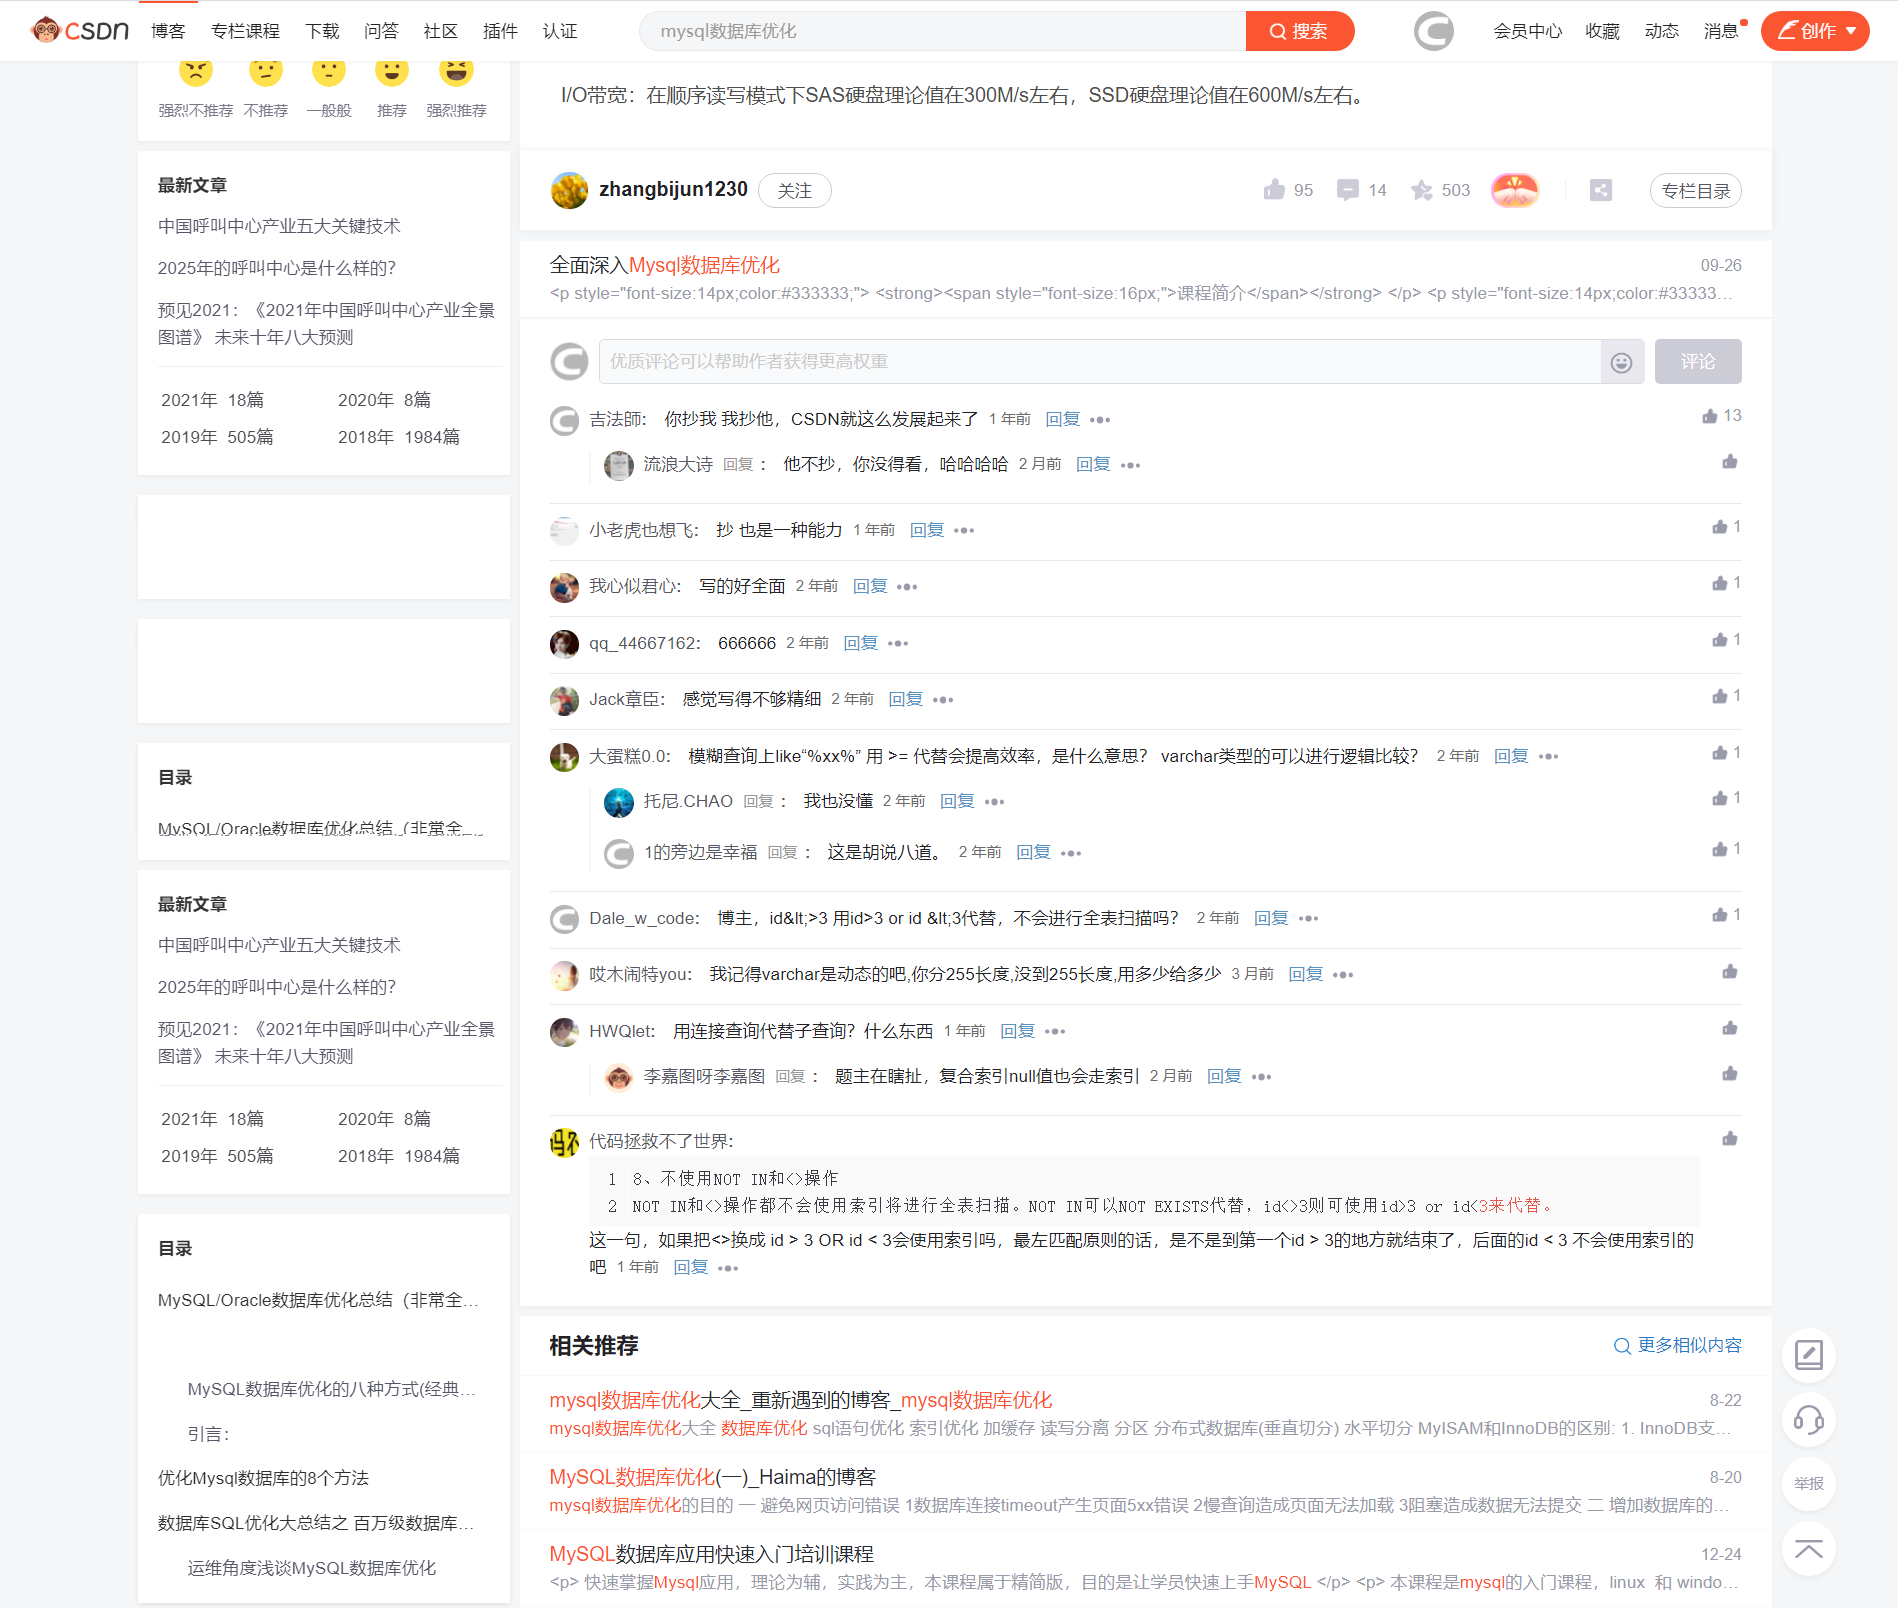 CSDN 博客 专栏课程 下载 问答 社区 插件 认证 mysql数据库优化 搜索 会员中心 收藏 动态 消息 创作
强烈不推荐 不推荐 一般般 推荐 强烈推荐
最新文章
中国呼叫中心产业五大关键技术
2025年的呼叫中心是什么样的？
预见2021：《2021年中国呼叫中心产业全景
图谱》 未来十年八大预测
2021年 18篇 2020年 8篇
2019年 505篇 2018年 1984篇
目录
MySQL/Oracle数据库优化总结（非常全
最新文章
中国呼叫中心产业五大关键技术
2025年的呼叫中心是什么样的？
预见2021：《2021年中国呼叫中心产业全景
图谱》 未来十年八大预测
2021年 18篇 2020年 8篇
2019年 505篇 2018年 1984篇
目录
MySQL/Oracle数据库优化总结（非常全...
MySQL数据库优化的八种方式(经典...
引言：
优化Mysql数据库的8个方法
数据库SQL优化大总结之 百万级数据库...
运维角度浅谈MySQL数据库优化
I/O带宽：在顺序读写模式下SAS硬盘理论值在300M/s左右，SSD硬盘理论值在600M/s左右。
zhangbijun1230 关注 95 14 503 专栏目录
全面深入Mysql数据库优化 09-26
<p style="font-size:14px;color:#333333;"> <strong><span style="font-size:16px;">课程简介</span></strong> </p> <p style="font-size:14px;color:#33333...
优质评论可以帮助作者获得更高权重 评论
吉法師： 你抄我 我抄他，CSDN就这么发展起来了 1 年前 回复 ••• 13
流浪大诗 回复： 他不抄，你没得看，哈哈哈哈 2 月前 回复 •••
小老虎也想飞： 抄 也是一种能力 1 年前 回复 ••• 1
我心似君心： 写的好全面 2 年前 回复 ••• 1
qq_44667162： 666666 2 年前 回复 ••• 1
Jack章臣： 感觉写得不够精细 2 年前 回复 ••• 1
大蛋糕0.0： 模糊查询上like“%xx%” 用 >= 代替会提高效率，是什么意思？ varchar类型的可以进行逻辑比较？ 2 年前 回复 ••• 1
托尼.CHAO 回复： 我也没懂 2 年前 回复 ••• 1
1的旁边是幸福 回复： 这是胡说八道。 2 年前 回复 ••• 1
Dale_w_code： 博主，id&lt;>3 用id>3 or id &lt;3代替，不会进行全表扫描吗？ 2 年前 回复 ••• 1
哎木闹特you： 我记得varchar是动态的吧,你分255长度,没到255长度,用多少给多少 3 月前 回复 •••
HWQlet： 用连接查询代替子查询？什么东西 1 年前 回复 •••
李嘉图呀李嘉图 回复： 题主在瞎扯，复合索引null值也会走索引 2 月前 回复 •••
代码拯救不了世界：
1 8、不使用NOT IN和<>操作
2 NOT IN和<>操作都不会使用索引将进行全表扫描。NOT IN可以NOT EXISTS代替，id<>3则可使用id>3 or id<3来代替。
这一句，如果把<>换成 id > 3 OR id < 3会使用索引吗，最左匹配原则的话，是不是到第一个id > 3的地方就结束了，后面的id < 3 不会使用索引的
吧 1 年前 回复 •••
相关推荐 更多相似内容
mysql数据库优化大全_重新遇到的博客_mysql数据库优化 8-22
mysql数据库优化大全 数据库优化 sql语句优化 索引优化 加缓存 读写分离 分区 分布式数据库(垂直切分) 水平切分 MyISAM和InnoDB的区别: 1. InnoDB支...
MySQL数据库优化(一)_Haima的博客 8-20
mysql数据库优化的目的 一 避免网页访问错误 1数据库连接timeout产生页面5xx错误 2慢查询造成页面无法加载 3阻塞造成数据无法提交 二 增加数据库的...
MySQL数据库应用快速入门培训课程 12-24
<p> 快速掌握Mysql应用，理论为辅，实践为主，本课程属于精简版，目的是让学员快速上手MySQL </p> <p> 本课程是mysql的入门课程，linux 和 windo...
举报